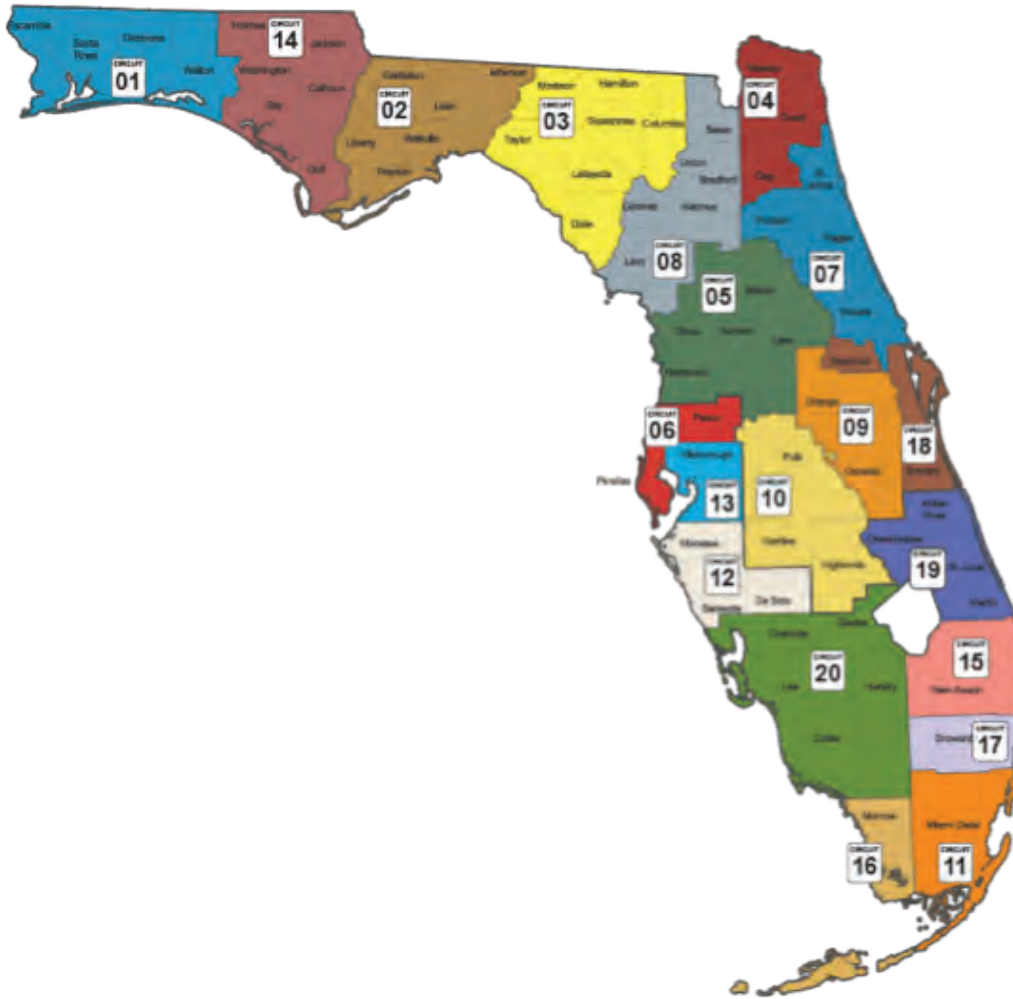 Escambia
Santa
Rosa
Okaloosa
Walton
CIRCUIT
01
Holmes
CIRCUIT
14
Jackson
Washington
Calhoun
Bay
Gulf
Gadsden
Jefferson
CIRCUIT
02
Leon
Liberty
Wakulla
Franklin
Madison
Hamilton
CIRCUIT
03
Suwannee
Columbia
Taylor
Lafayette
Dixie
CIRCUIT
04
Nassau
Duval
Clay
Baker
Union
Bradford
Gilchrist
Alachua
Levy
CIRCUIT
08
St.
Johns
Putnam
Flagler
CIRCUIT
07
Volusia
CIRCUIT
05
Marion
Citrus
Sumter
Lake
Hernando
CIRCUIT
06
Pasco
Pinellas
Seminole
Orange
CIRCUIT
09
Osceola
CIRCUIT
18
Brevard
Hillsborough
CIRCUIT
13
Polk
CIRCUIT
10
Hardee
Highlands
Indian
River
Okeechobee
CIRCUIT
19
St. Lucie
Martin
Manatee
CIRCUIT
12
Sarasota
De Soto
Charlotte
Glades
CIRCUIT
20
Lee
Hendry
Collier
CIRCUIT
15
Palm Beach
Broward
CIRCUIT
17
Monroe
CIRCUIT
16
Miami-Dade
CIRCUIT
11